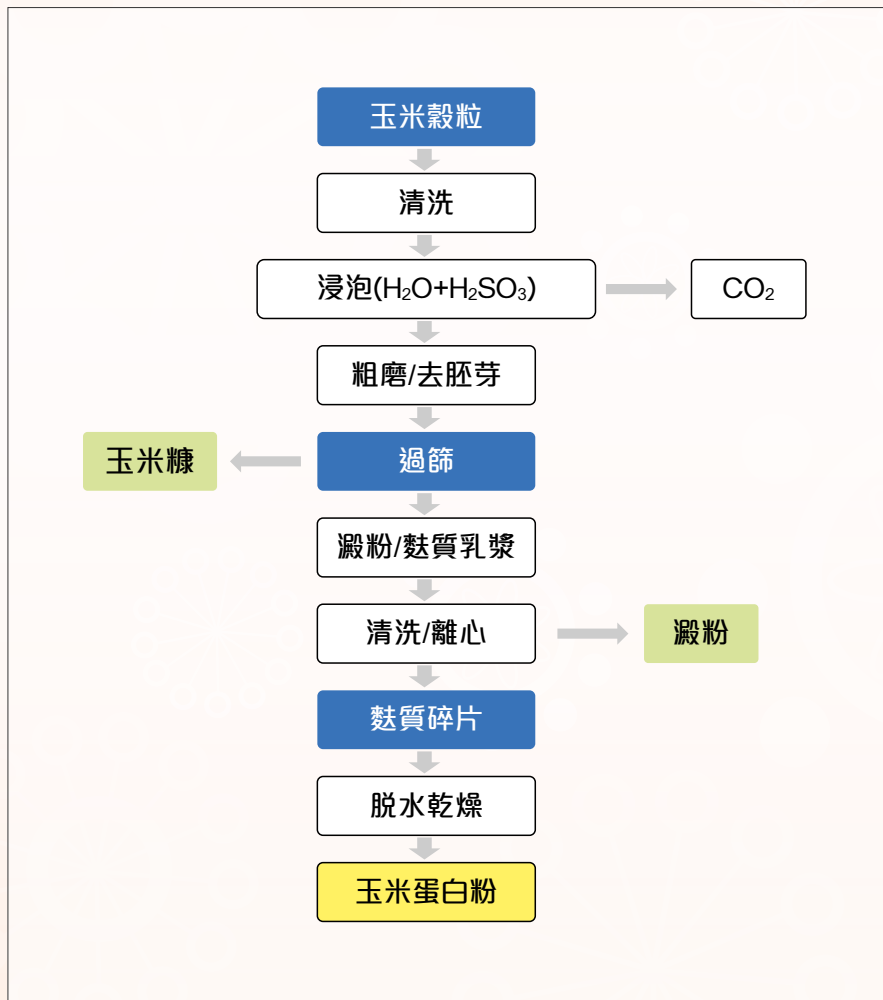 玉米穀粒
清洗
浸泡(H₂O+H₂SO₃)
CO₂
粗磨/去胚芽
玉米糠
過篩
澱粉/麩質乳漿
清洗/離心
澱粉
麩質碎片
脱水乾燥
玉米蛋白粉